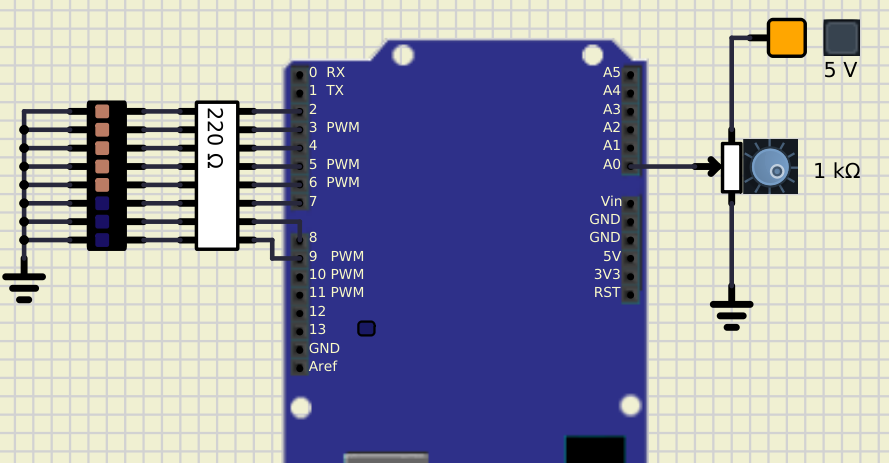 0 RX
1 TX
2
3 PWM
4
5 PWM
6 PWM
7
8
9 PWM
10 PWM
11 PWM
12
13
GND
Aref
220 Ω
A5
A4
A3
A2
A1
A0
Vin
GND
GND
5V
3V3
RST
5 V
1 kΩ